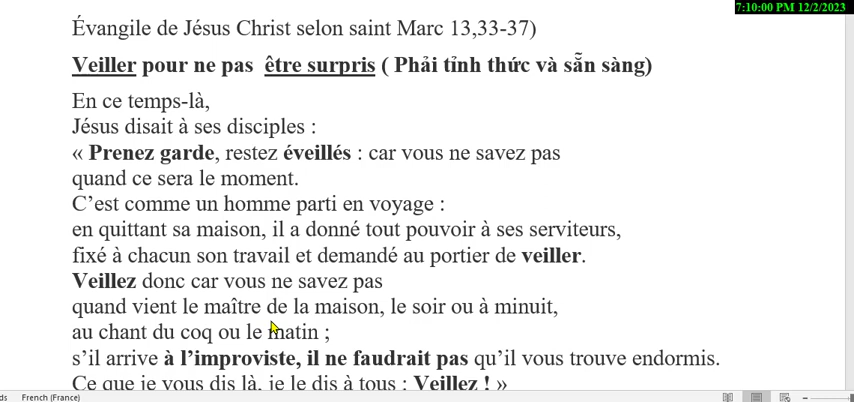 7:10:00 PM 12/2/2023
Évangile de Jésus Christ selon saint Marc 13,33-37)
Veiller pour ne pas être surpris ( Phải tỉnh thức và sẵn sàng)
En ce temps-là,
Jésus disait à ses disciples :
« Prenez garde, restez éveillés : car vous ne savez pas
quand ce sera le moment.
C’est comme un homme parti en voyage :
en quittant sa maison, il a donné tout pouvoir à ses serviteurs,
fixé à chacun son travail et demandé au portier de veiller.
Veillez donc car vous ne savez pas
quand vient le maître de la maison, le soir ou à minuit,
au chant du coq ou le matin ;
s’il arrive à l’improviste, il ne faudrait pas qu’il vous trouve endormis.
Ce que je vous dis là, je le dis à tous : Veillez ! »
ds French (France)